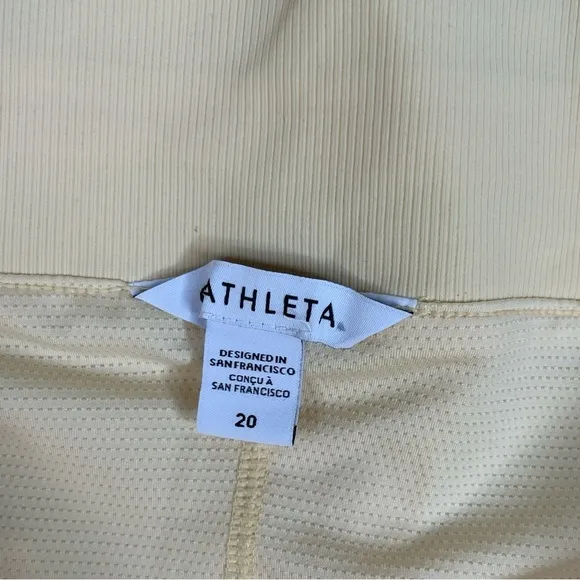 ATHLETA
DESIGNED IN
SAN FRANCISCO
CONÇU À
SAN FRANCISCO
20